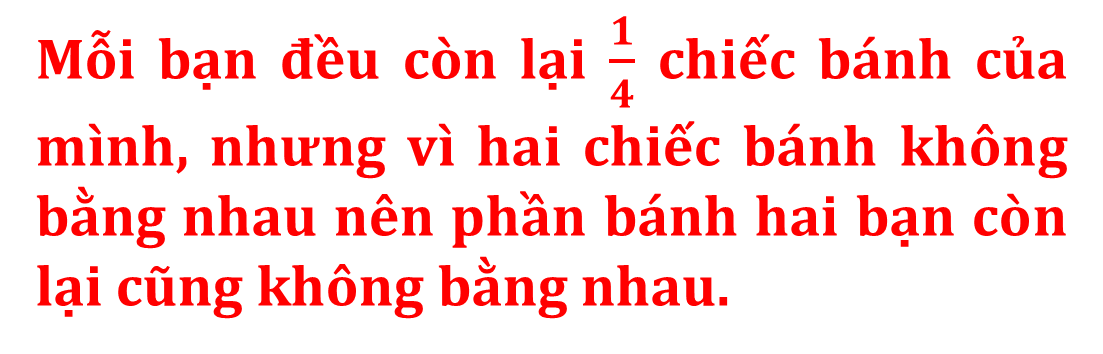 Mỗi bạn đều còn lại 1/4 chiếc bánh của
mình, nhưng vì hai chiếc bánh không
bằng nhau nên phần bánh hai bạn còn
lại cũng không bằng nhau.